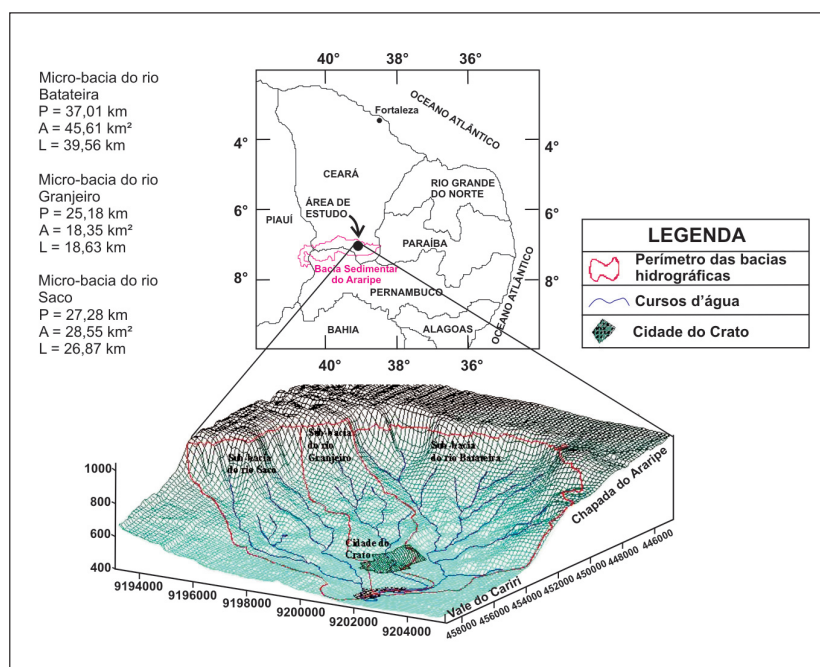 Micro-bacia do rio
Batateira
P = 37,01 km
A = 45,61 km²
L = 39,56 km
Micro-bacia do rio
Granjeiro
P = 25,18 km
A = 18,35 km²
L = 18,63 km
Micro-bacia do rio
Saco
P = 27,28 km
A = 28,55 km²
L = 26,87 km
40° 38° 36°
OCEANO ATLÂNTICO
Fortaleza
4° 4°
CEARÁ
RIO GRANDE
DO NORTE
ÁREA DE
ESTUDO
6° 6°
PIAUÍ
PARAÍBA
Bacia Sedimentar
do Araripe
8° 8°
PERNAMBUCO
OCEANO ATLÂNTICO
BAHIA
ALAGOAS
40° 38° 36°
LEGENDA
Perímetro das bacias
hidrográficas
Cursos d'água
Cidade do Crato
Sub-bacia
do rio Saco
Sub-bacia
do rio
Granjeiro
Sub-bacia
do rio Batateira
Cidade do
Crato
Chapada do Araripe
Vale do Cariri
1000
800
600
400
9194000
9196000
9198000
9200000
9202000
9204000
458000
456000
454000
452000
450000
448000
446000